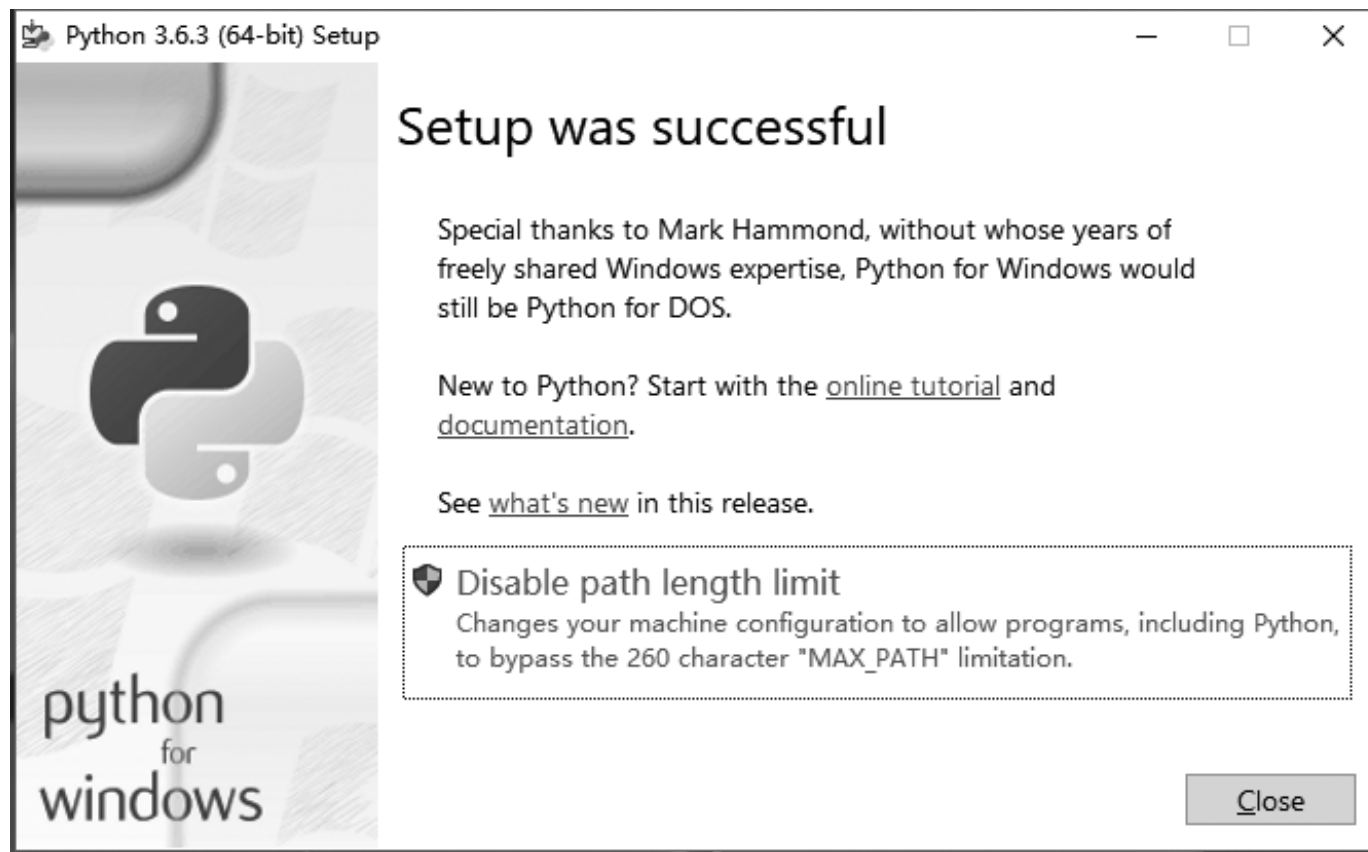 Python 3.6.3 (64-bit) Setup
Setup was successful
Special thanks to Mark Hammond, without whose years of
freely shared Windows expertise, Python for Windows would
still be Python for DOS.
New to Python? Start with the online tutorial and
documentation.
See what's new in this release.
Disable path length limit
Changes your machine configuration to allow programs, including Python,
to bypass the 260 character "MAX_PATH" limitation.
python
for
windows
Close